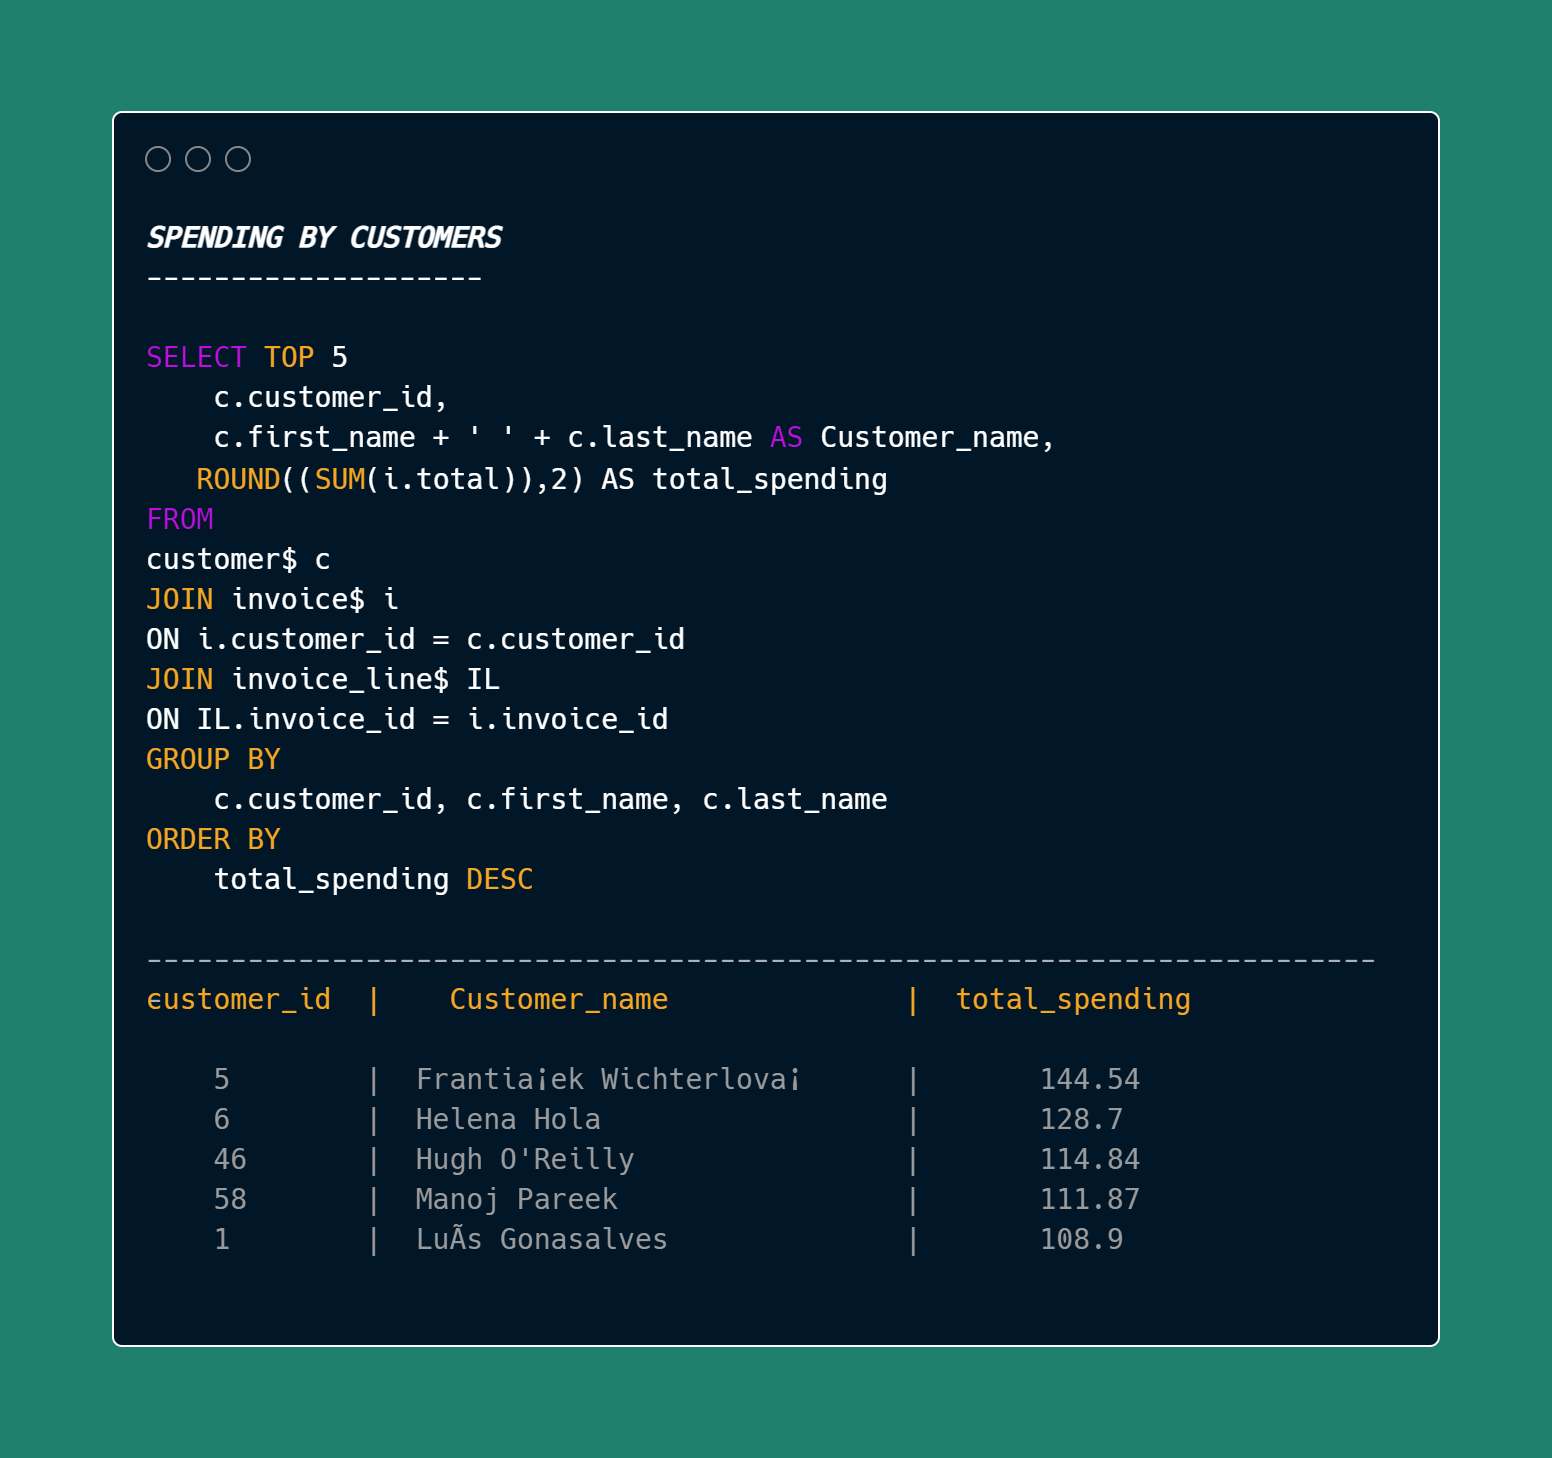 SPENDING BY CUSTOMERS
--------------------
SELECT TOP 5
    c.customer_id,
    c.first_name + ' ' + c.last_name AS Customer_name,
   ROUND((SUM(i.total)),2) AS total_spending
FROM
customer$ c
JOIN invoice$ i
ON i.customer_id = c.customer_id
JOIN invoice_line$ IL
ON IL.invoice_id = i.invoice_id
GROUP BY
    c.customer_id, c.first_name, c.last_name
ORDER BY
    total_spending DESC
-------------------------------------------------------------------------
customer_id  |    Customer_name              |  total_spending
    5        |  Frantia¡ek Wichterlova¡      |       144.54
    6        |  Helena Hola                  |       128.7
    46       |  Hugh O'Reilly                |       114.84
    58       |  Manoj Pareek                 |       111.87
    1        |  LuÃs Gonasalves              |       108.9